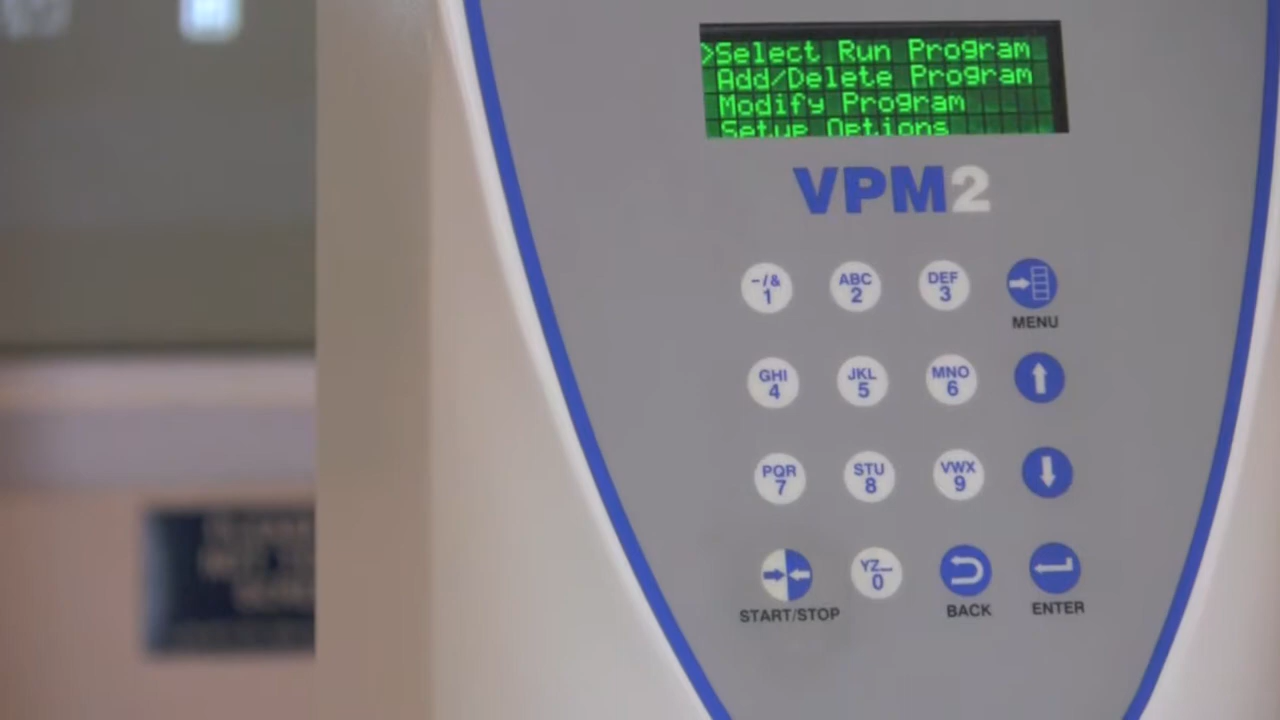 >Select Run Program
Add/Delete Program
Modify Program
Setup Options
VPM2
-/& 1
ABC 2
DEF 3
MENU
GHI 4
JKL 5
MNO 6
PQR 7
STU 8
VWX 9
START/STOP
YZ_ 0
BACK
ENTER